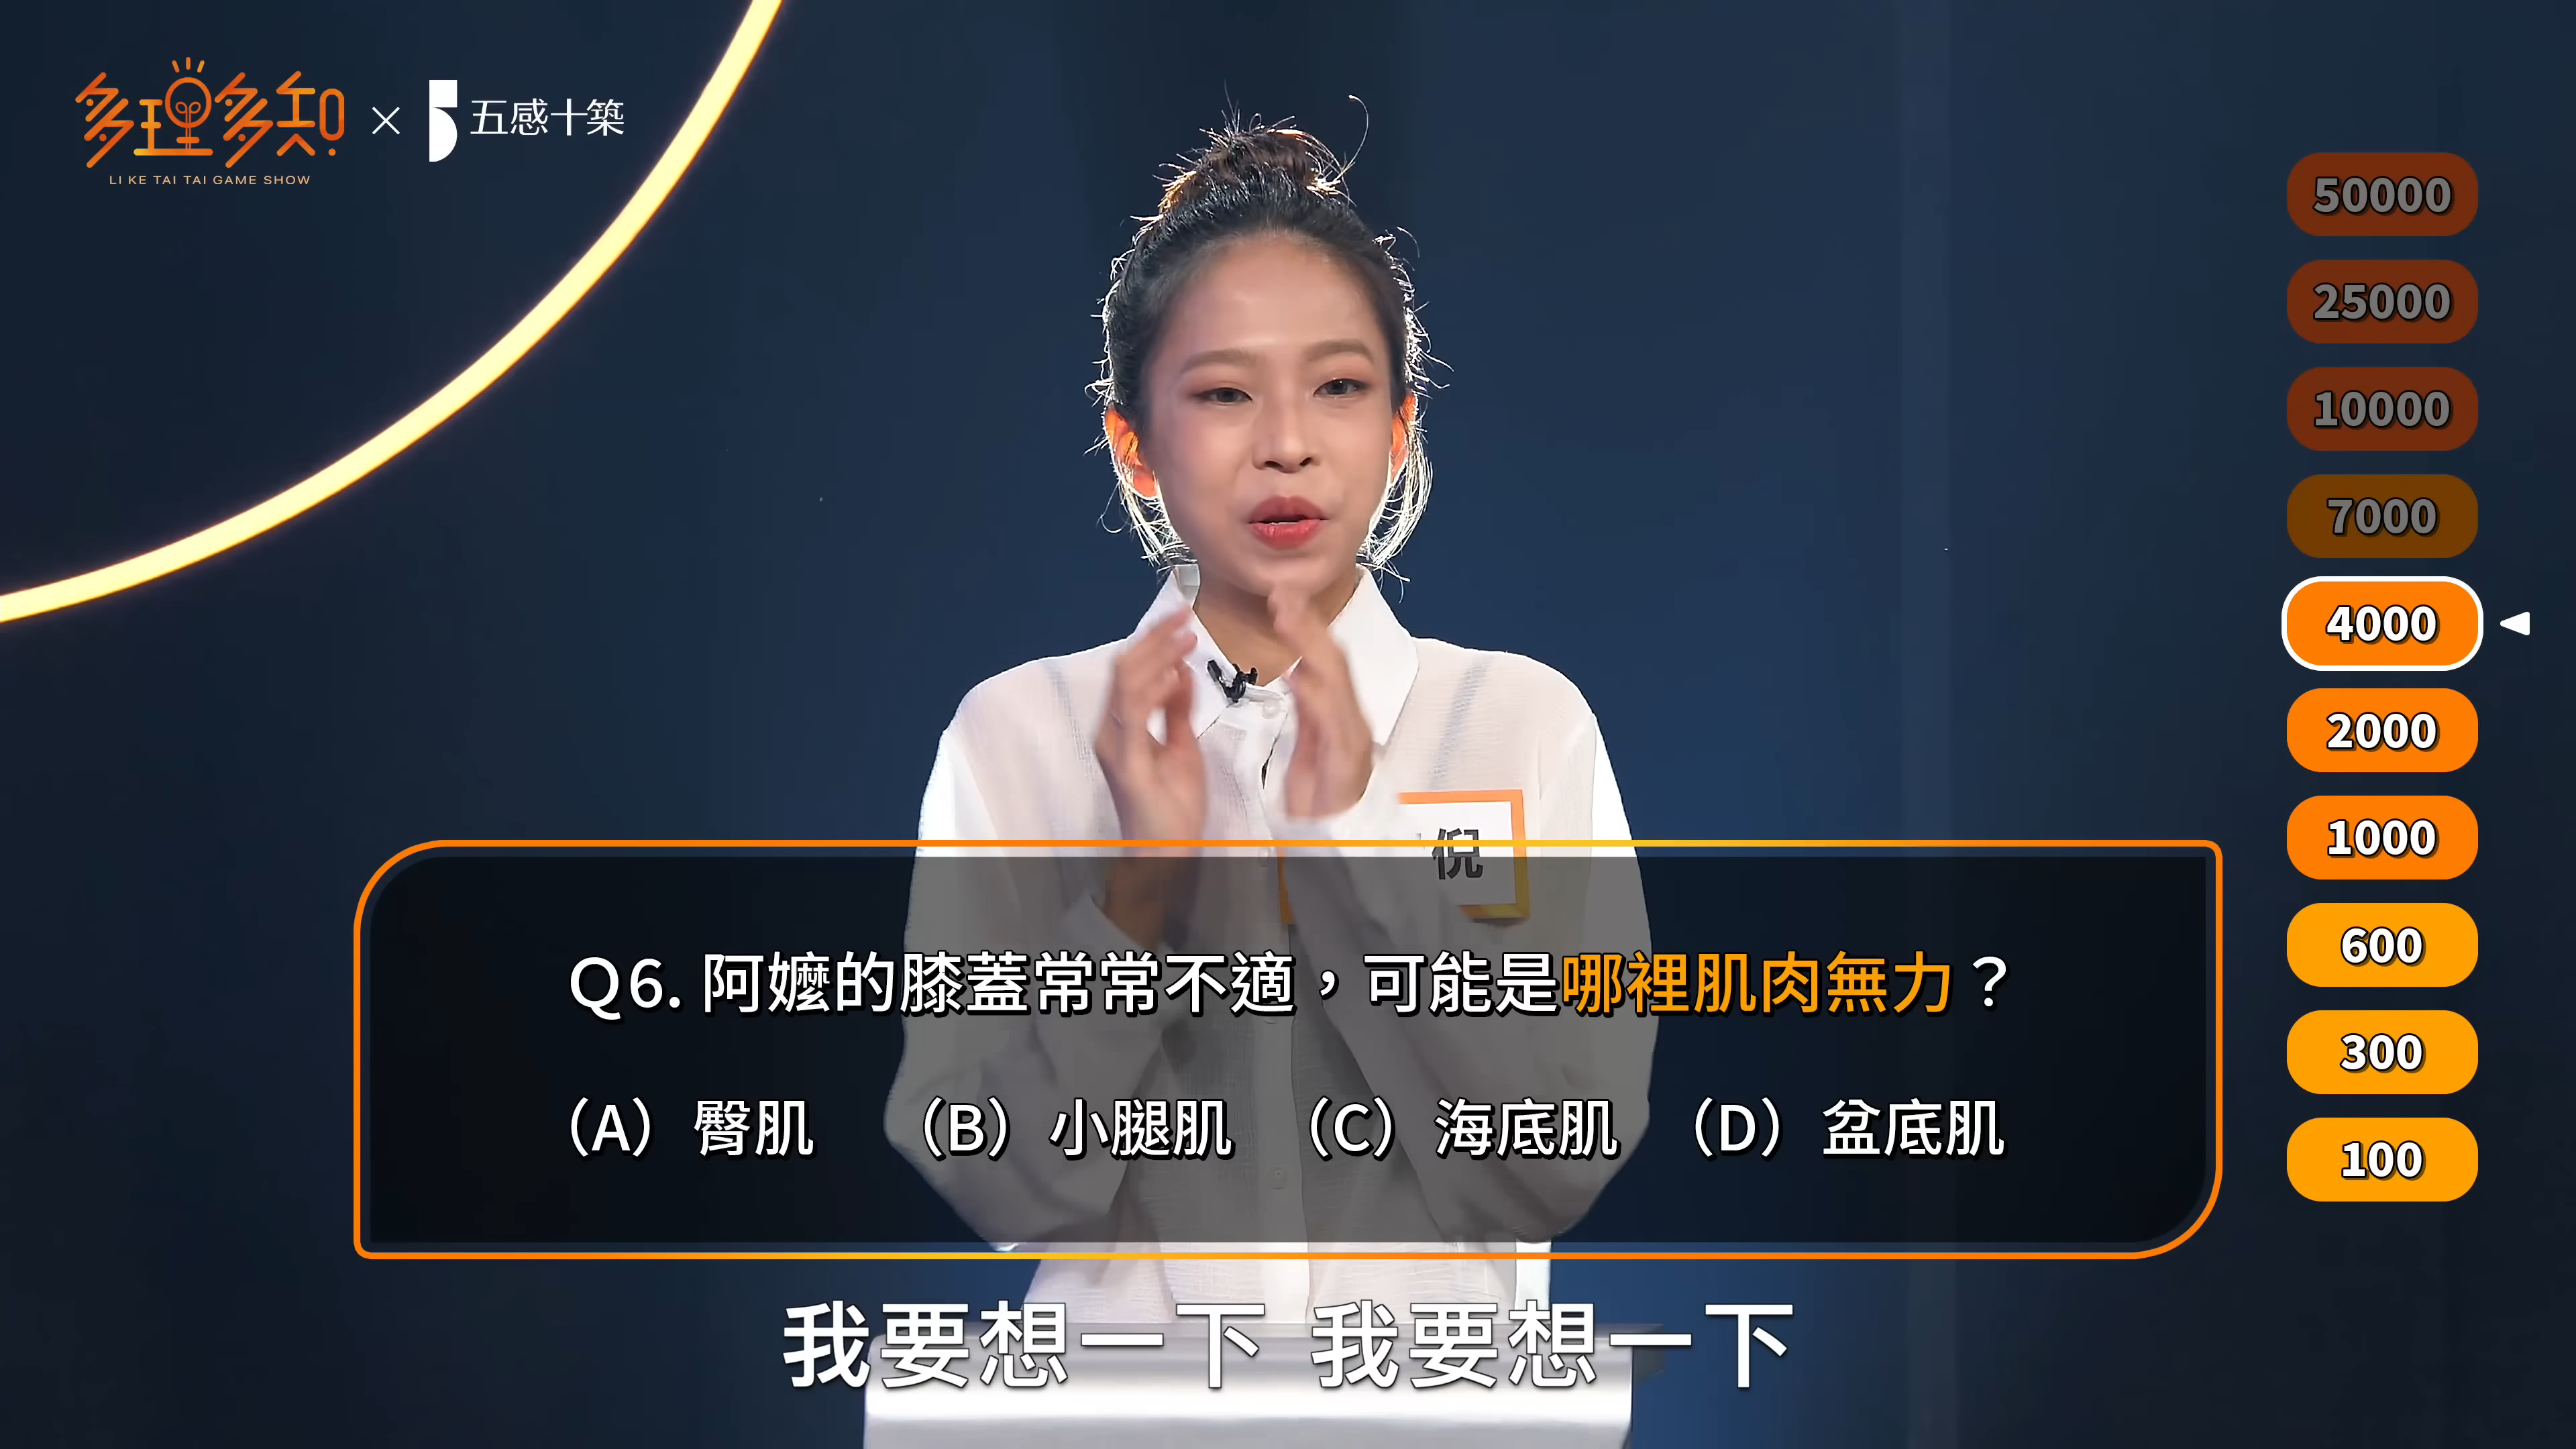 多理多知
LI KE TAI TAI GAME SHOW
×
五感十築
50000
25000
10000
7000
4000
2000
1000
600
300
100
倪
Q6. 阿嬤的膝蓋常常不適，可能是哪裡肌肉無力？
（A） 臀肌 （B） 小腿肌 （C） 海底肌 （D） 盆底肌
我要想一下 我要想一下